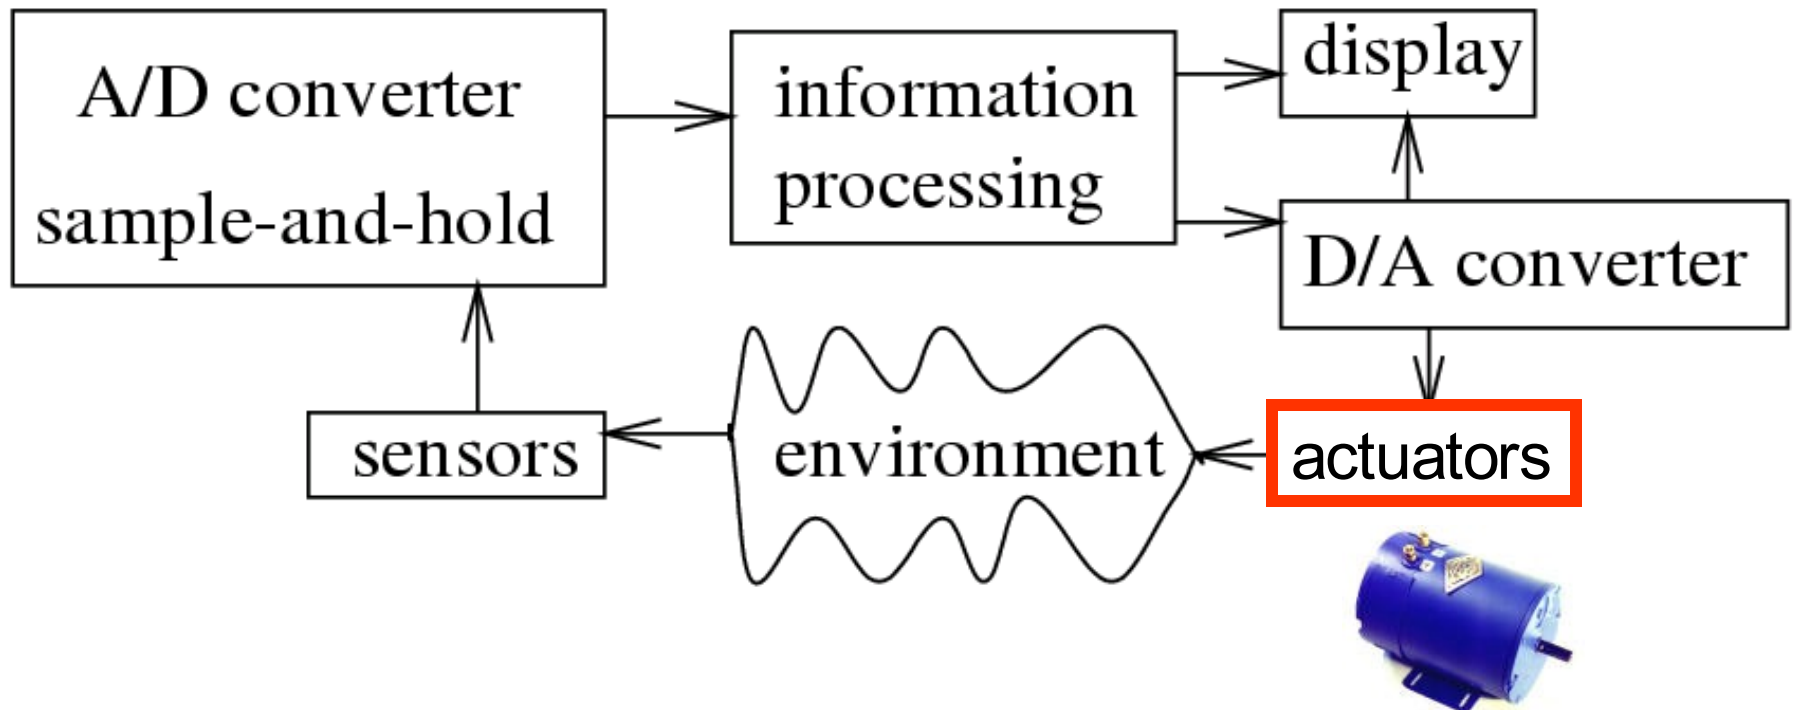 A/D converter
sample-and-hold
information
processing
display
D/A converter
sensors
environment
actuators